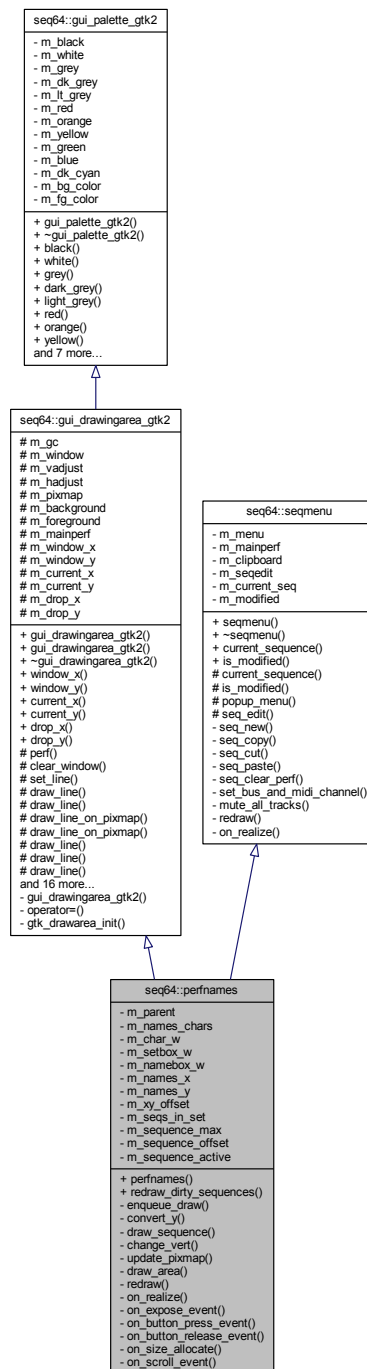 seq64::gui_palette_gtk2
- m_black
- m_white
- m_grey
- m_dk_grey
- m_lt_grey
- m_red
- m_orange
- m_yellow
- m_green
- m_blue
- m_dk_cyan
- m_bg_color
- m_fg_color
+ gui_palette_gtk2()
+ ~gui_palette_gtk2()
+ black()
+ white()
+ grey()
+ dark_grey()
+ light_grey()
+ red()
+ orange()
+ yellow()
and 7 more...
seq64::gui_drawingarea_gtk2
# m_gc
# m_window
# m_vadjust
# m_hadjust
# m_pixmap
# m_background
# m_foreground
# m_mainperf
# m_window_x
# m_window_y
# m_current_x
# m_current_y
# m_drop_x
# m_drop_y
+ gui_drawingarea_gtk2()
+ gui_drawingarea_gtk2()
+ ~gui_drawingarea_gtk2()
+ window_x()
+ window_y()
+ current_x()
+ current_y()
+ drop_x()
+ drop_y()
# perf()
# clear_window()
# set_line()
# draw_line()
# draw_line()
# draw_line_on_pixmap()
# draw_line_on_pixmap()
# draw_line()
# draw_line()
# draw_line()
and 16 more...
- gui_drawingarea_gtk2()
- operator=()
- gtk_drawarea_init()
seq64::seqmenu
- m_menu
- m_mainperf
- m_clipboard
- m_seqedit
- m_current_seq
- m_modified
+ seqmenu()
+ ~seqmenu()
+ current_sequence()
+ is_modified()
# current_sequence()
# is_modified()
# popup_menu()
# seq_edit()
- seq_new()
- seq_copy()
- seq_cut()
- seq_paste()
- seq_clear_perf()
- set_bus_and_midi_channel()
- mute_all_tracks()
- redraw()
- on_realize()
seq64::perfnames
- m_parent
- m_names_chars
- m_char_w
- m_setbox_w
- m_namebox_w
- m_names_x
- m_names_y
- m_xy_offset
- m_seqs_in_set
- m_sequence_max
- m_sequence_offset
- m_sequence_active
+ perfnames()
+ redraw_dirty_sequences()
- enqueue_draw()
- convert_y()
- draw_sequence()
- change_vert()
- update_pixmap()
- draw_area()
- redraw()
- on_realize()
- on_expose_event()
- on_button_press_event()
- on_button_release_event()
- on_size_allocate()
- on_scroll_event()